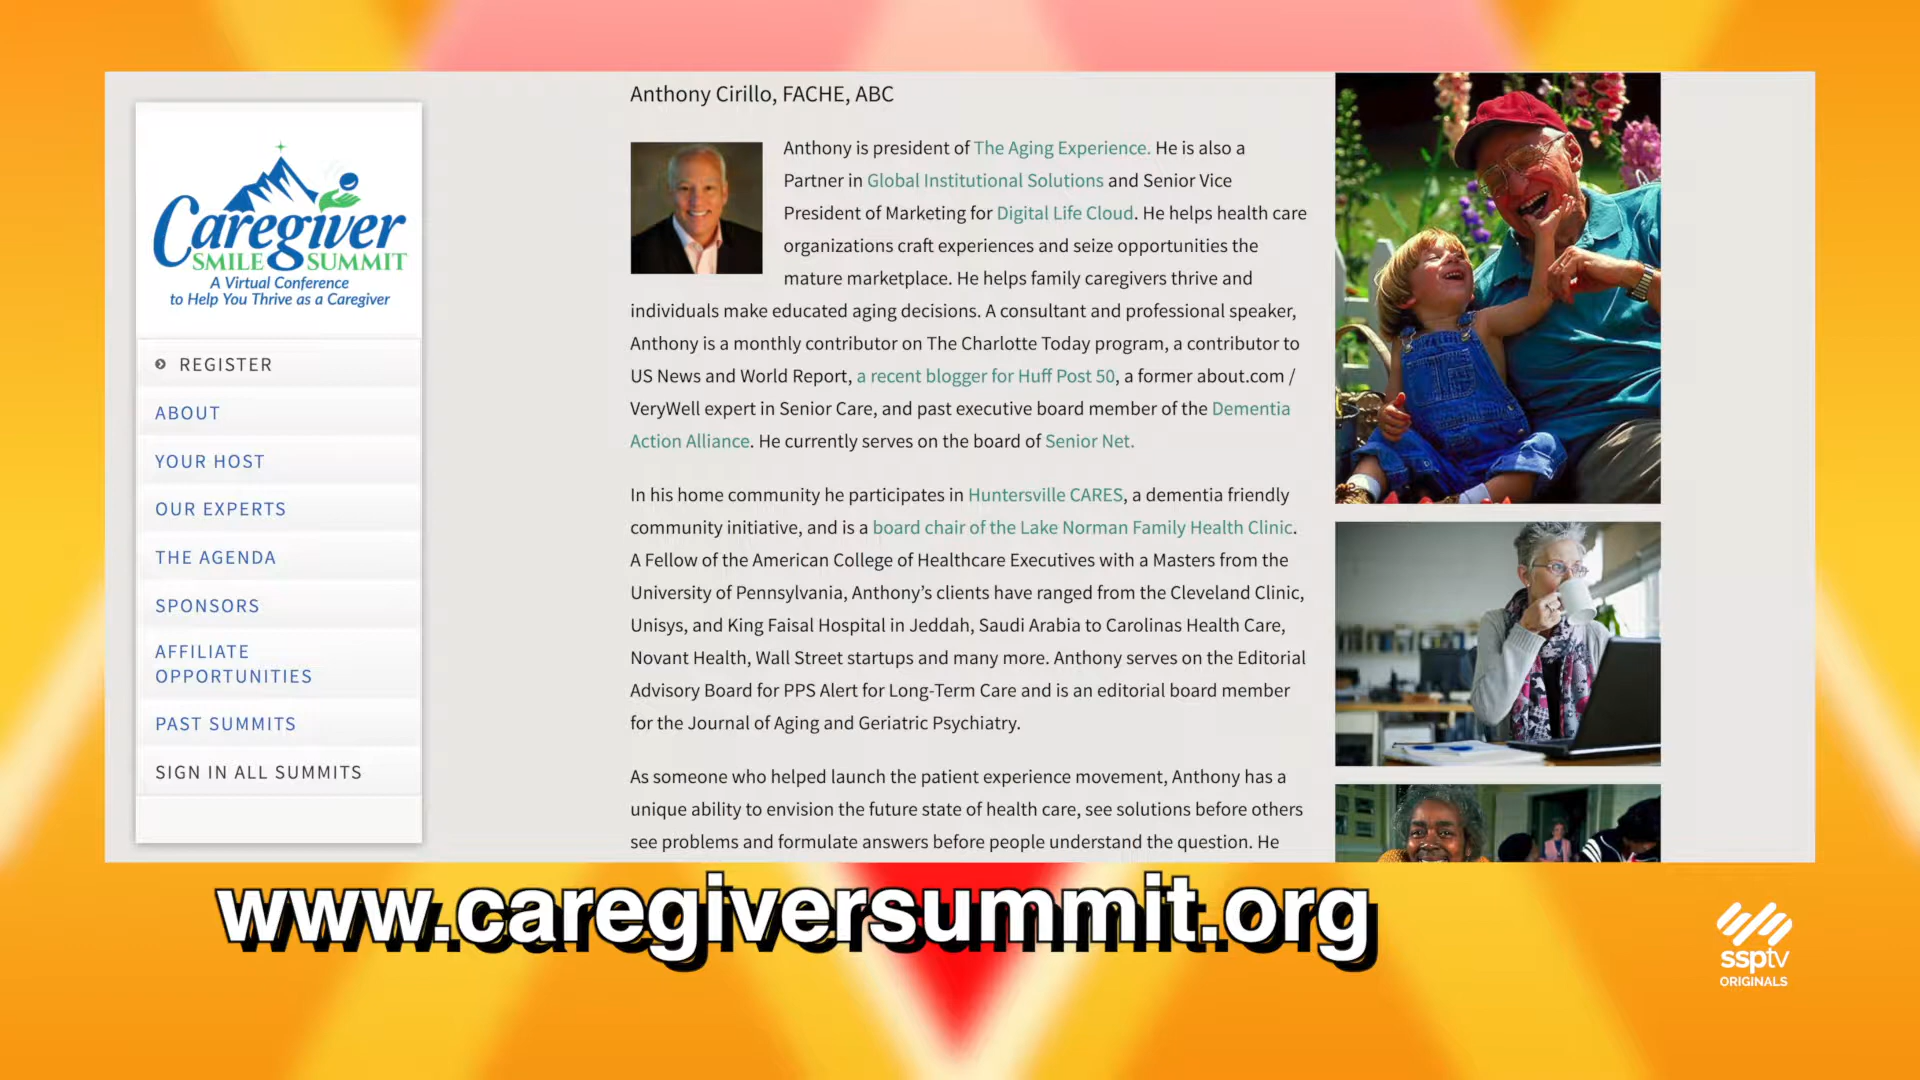 Caregiver
SMILE SUMMIT
A Virtual Conference
to Help You Thrive as a Caregiver
REGISTER
ABOUT
YOUR HOST
OUR EXPERTS
THE AGENDA
SPONSORS
AFFILIATE
OPPORTUNITIES
PAST SUMMITS
SIGN IN ALL SUMMITS
Anthony Cirillo, FACHE, ABC
Anthony is president of The Aging Experience. He is also a
Partner in Global Institutional Solutions and Senior Vice
President of Marketing for Digital Life Cloud. He helps health care
organizations craft experiences and seize opportunities the
mature marketplace. He helps family caregivers thrive and
individuals make educated aging decisions. A consultant and professional speaker,
Anthony is a monthly contributor on The Charlotte Today program, a contributor to
US News and World Report, a recent blogger for Huff Post 50, a former about.com /
VeryWell expert in Senior Care, and past executive board member of the Dementia
Action Alliance. He currently serves on the board of Senior Net.
In his home community he participates in Huntersville CARES, a dementia friendly
community initiative, and is a board chair of the Lake Norman Family Health Clinic.
A Fellow of the American College of Healthcare Executives with a Masters from the
University of Pennsylvania, Anthony's clients have ranged from the Cleveland Clinic,
Unisys, and King Faisal Hospital in Jeddah, Saudi Arabia to Carolinas Health Care,
Novant Health, Wall Street startups and many more. Anthony serves on the Editorial
Advisory Board for PPS Alert for Long-Term Care and is an editorial board member
for the Journal of Aging and Geriatric Psychiatry.
As someone who helped launch the patient experience movement, Anthony has a
unique ability to envision the future state of health care, see solutions before others
see problems and formulate answers before people understand the question. He
www.caregiversummit.org
ssptv
ORIGINALS